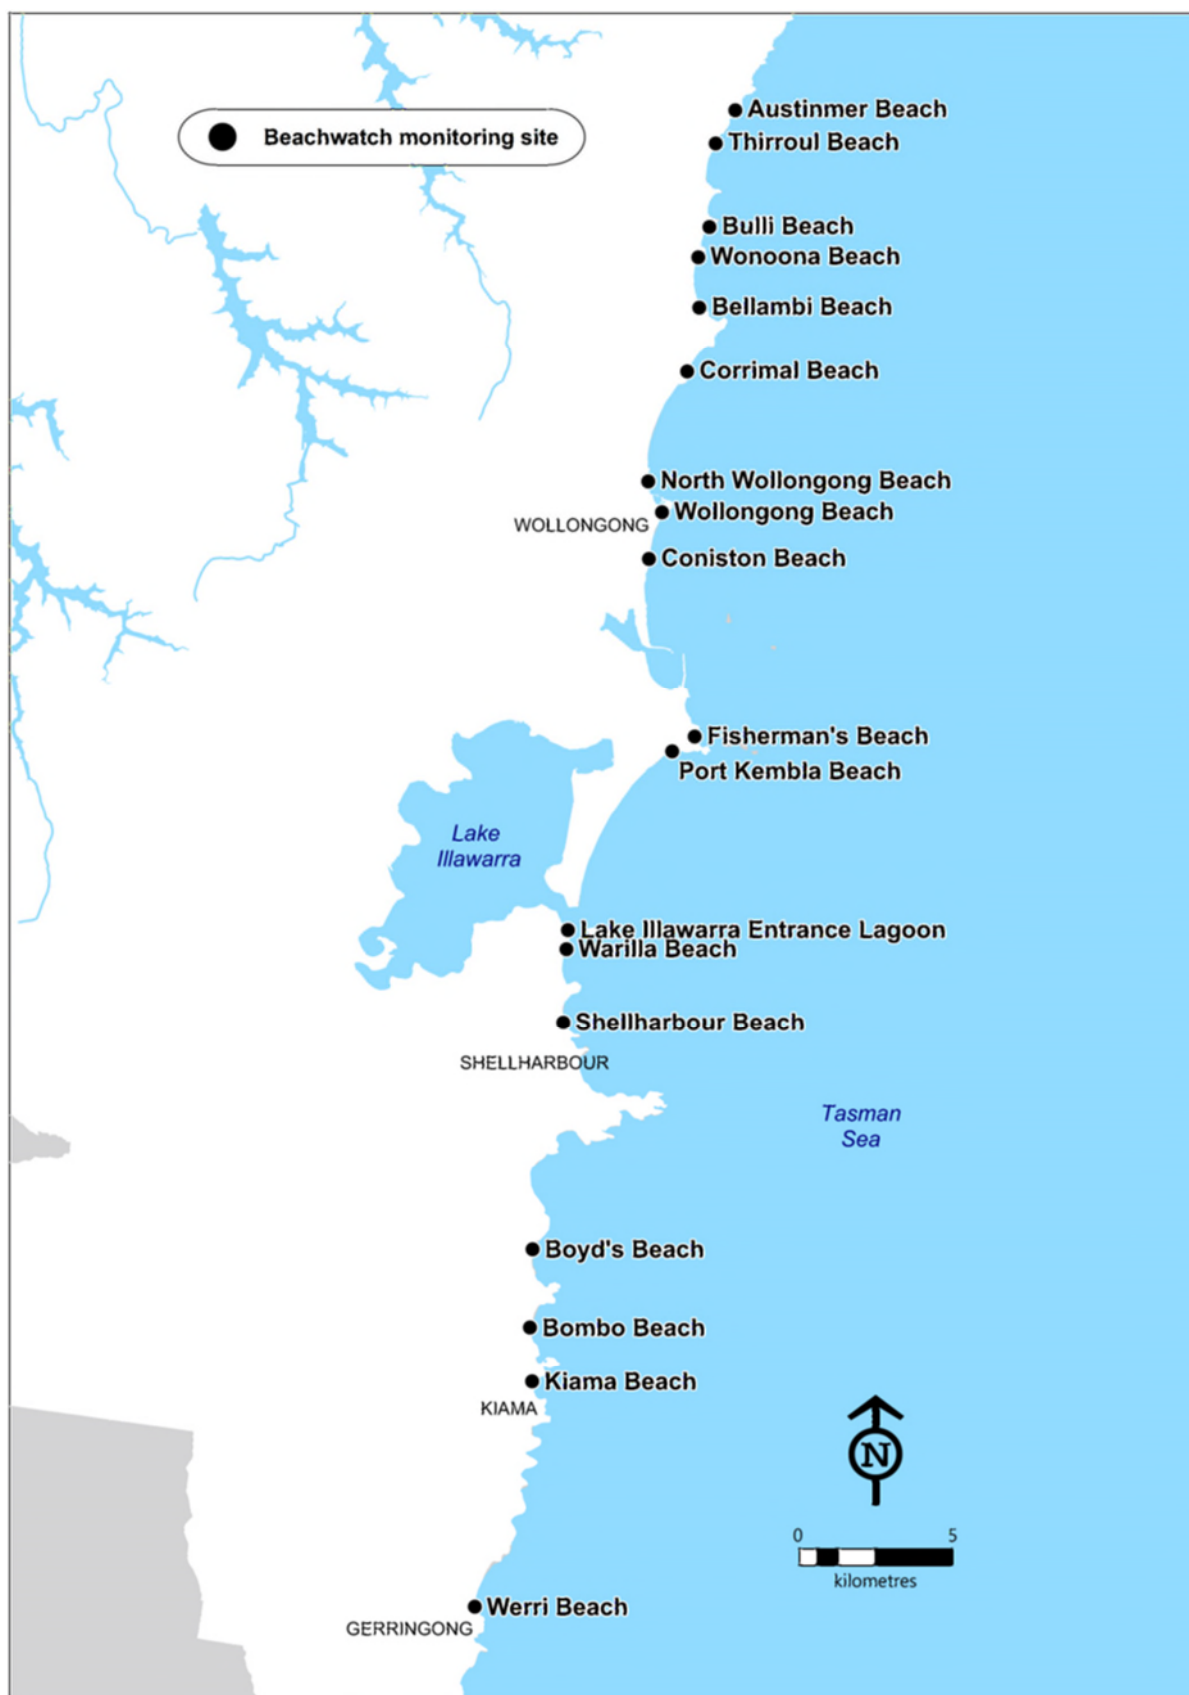 Austinmer Beach
Beachwatch monitoring site
Thirroul Beach
Bulli Beach
Wonoona Beach
Bellambi Beach
Corrimal Beach
North Wollongong Beach
Wollongong Beach
WOLLONGONG
Coniston Beach
Fisherman's Beach
Port Kembla Beach
Lake
Illawarra
Lake Illawarra Entrance Lagoon
Warilla Beach
Shellharbour Beach
SHELLHARBOUR
Tasman
Sea
Boyd's Beach
Bombo Beach
Kiama Beach
KIAMA
N
0 5
kilometres
Werri Beach
GERRINGONG